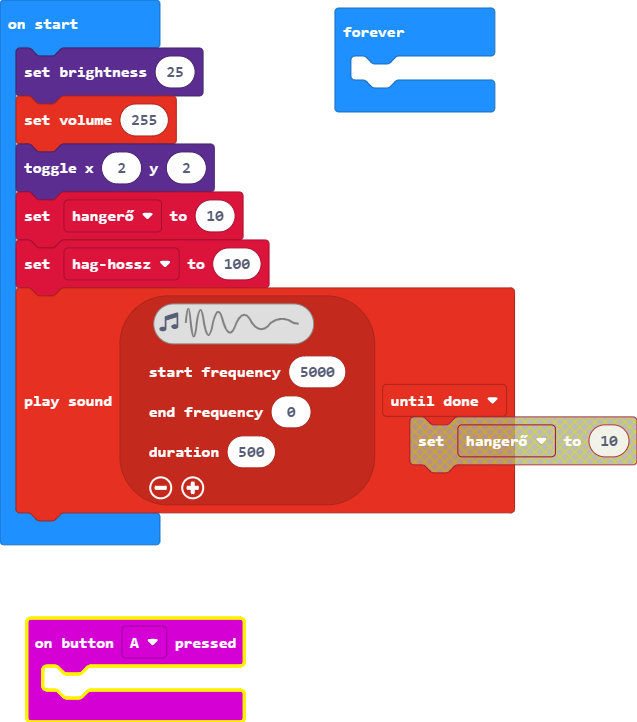 on start
set brightness 25
set volume 255
toggle x 2 y 2
set hangerő to 10
set hag-hossz to 100
play sound
start frequency 5000
end frequency 0
duration 500
until done
set hangerő to 10
forever
on button A pressed